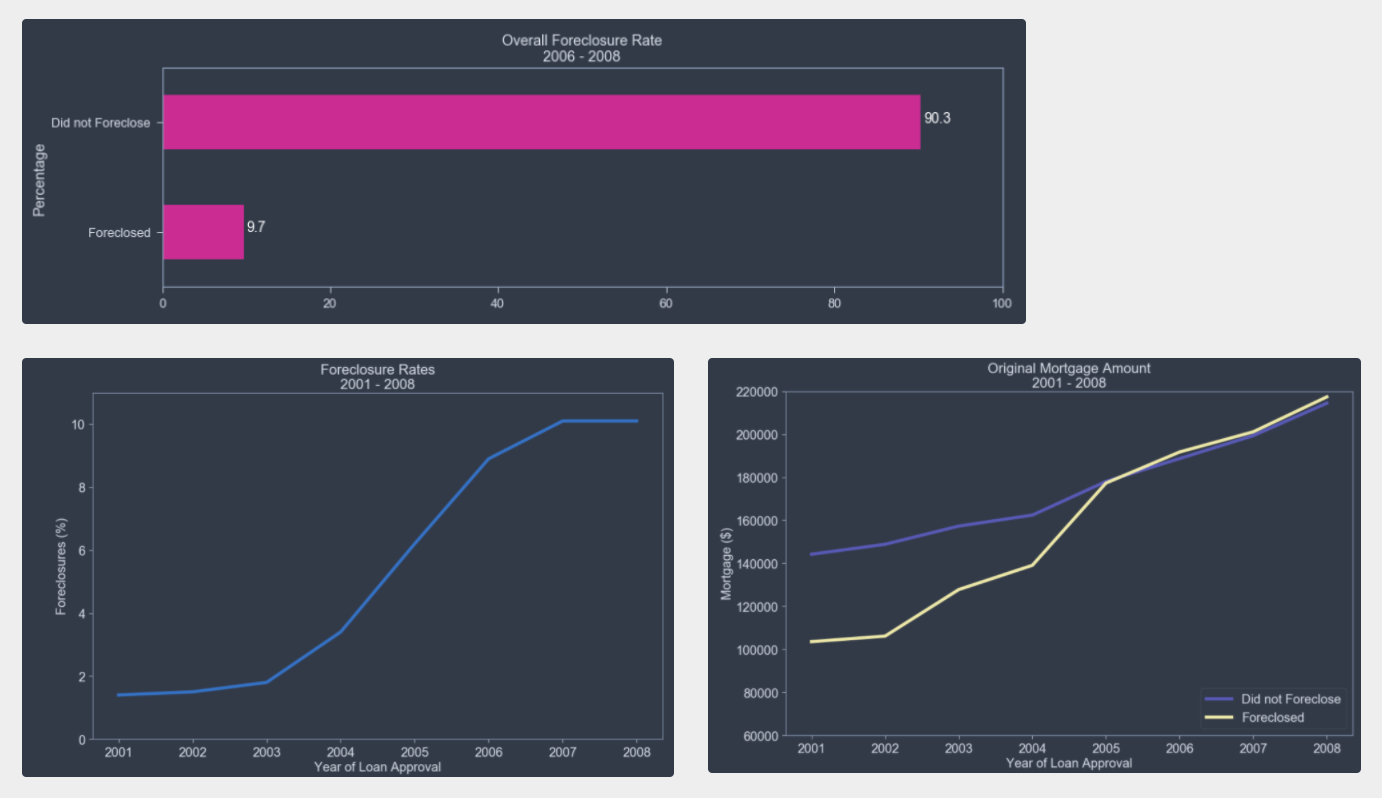 Overall Foreclosure Rate
2006 - 2008
Percentage
Did not Foreclose
90.3
Foreclosed
9.7
0 20 40 60 80 100
Foreclosure Rates
2001 - 2008
Foreclosures (%)
10
8
6
4
2
0
2001 2002 2003 2004 2005 2006 2007 2008
Year of Loan Approval
Original Mortgage Amount
2001 - 2008
Mortgage ($)
220000
200000
180000
160000
140000
120000
100000
80000
60000
Did not Foreclose
Foreclosed
2001 2002 2003 2004 2005 2006 2007 2008
Year of Loan Approval